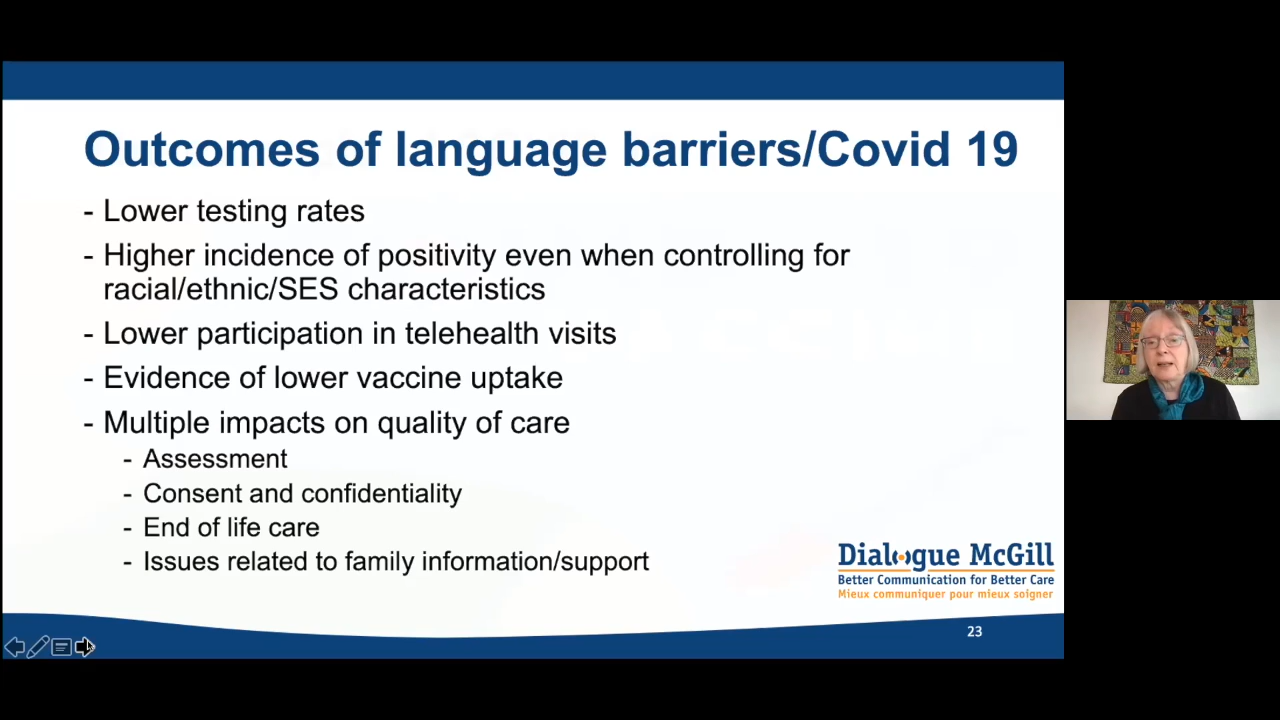 Outcomes of language barriers/Covid 19
- Lower testing rates
- Higher incidence of positivity even when controlling for
racial/ethnic/SES characteristics
- Lower participation in telehealth visits
- Evidence of lower vaccine uptake
- Multiple impacts on quality of care
- Assessment
- Consent and confidentiality
- End of life care
- Issues related to family information/support
Dialogue McGill
Better Communication for Better Care
Mieux communiquer pour mieux soigner
23